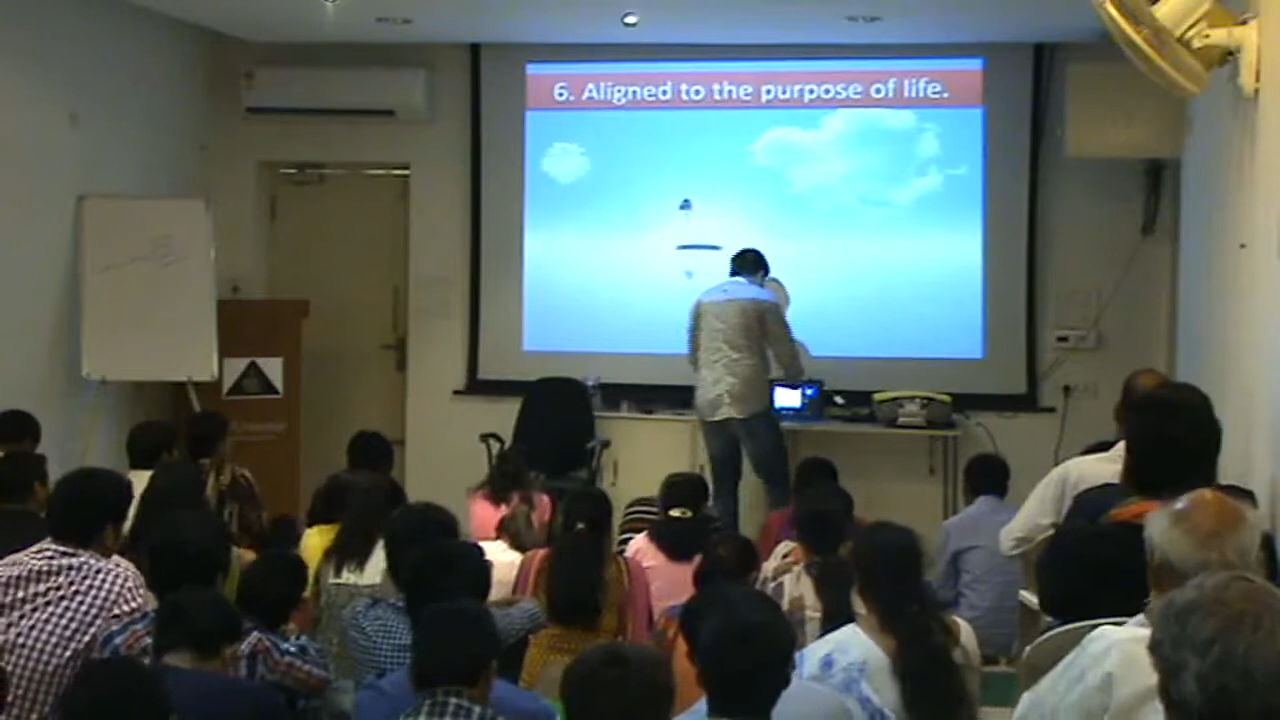 6. Aligned to the purpose of life.